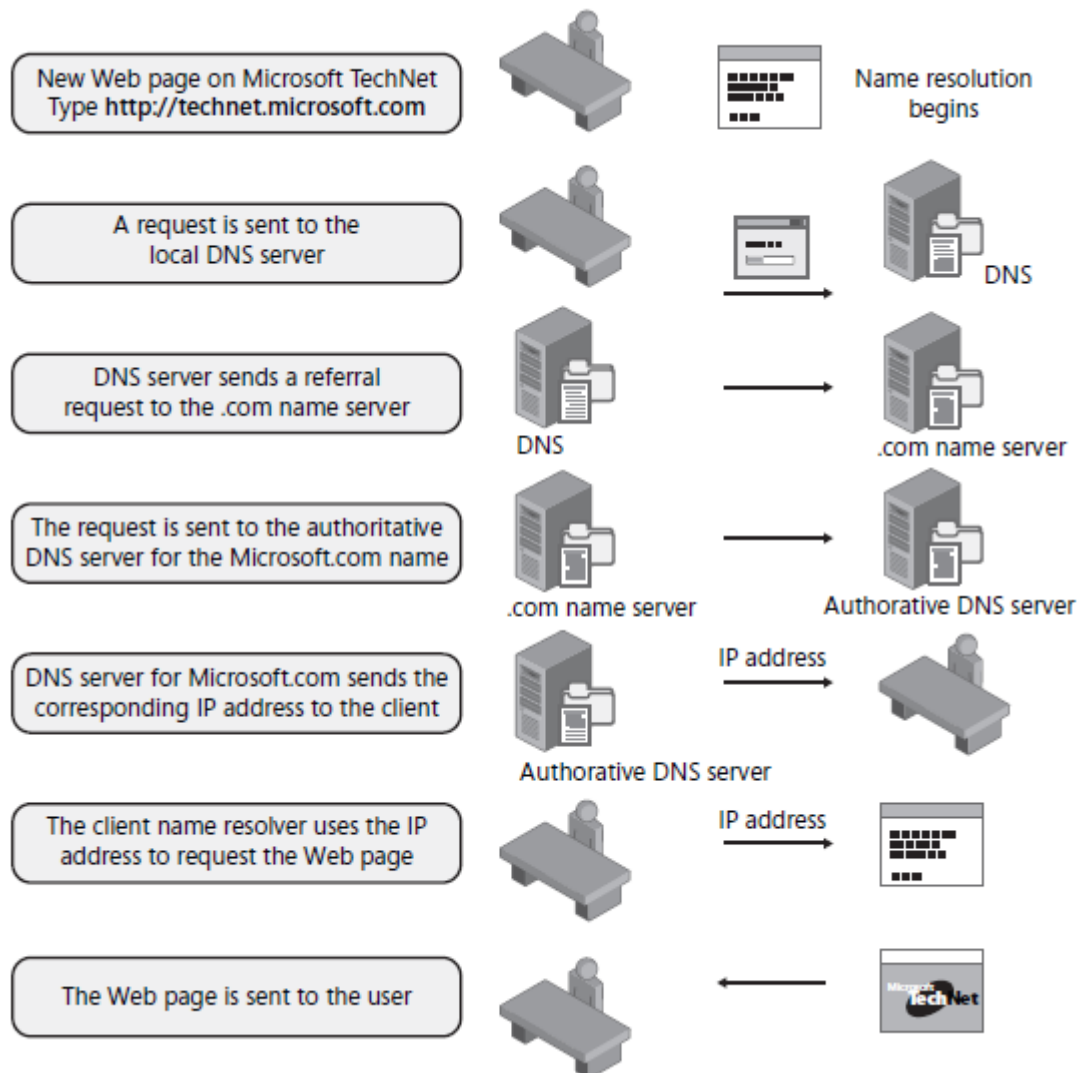 New Web page on Microsoft TechNet
Type http://technet.microsoft.com
Name resolution
begins
A request is sent to the
local DNS server
DNS
DNS server sends a referral
request to the .com name server
DNS
.com name server
The request is sent to the authoritative
DNS server for the Microsoft.com name
.com name server
Authorative DNS server
DNS server for Microsoft.com sends the
corresponding IP address to the client
IP address
Authorative DNS server
The client name resolver uses the IP
address to request the Web page
IP address
The Web page is sent to the user
Microsoft
TechNet